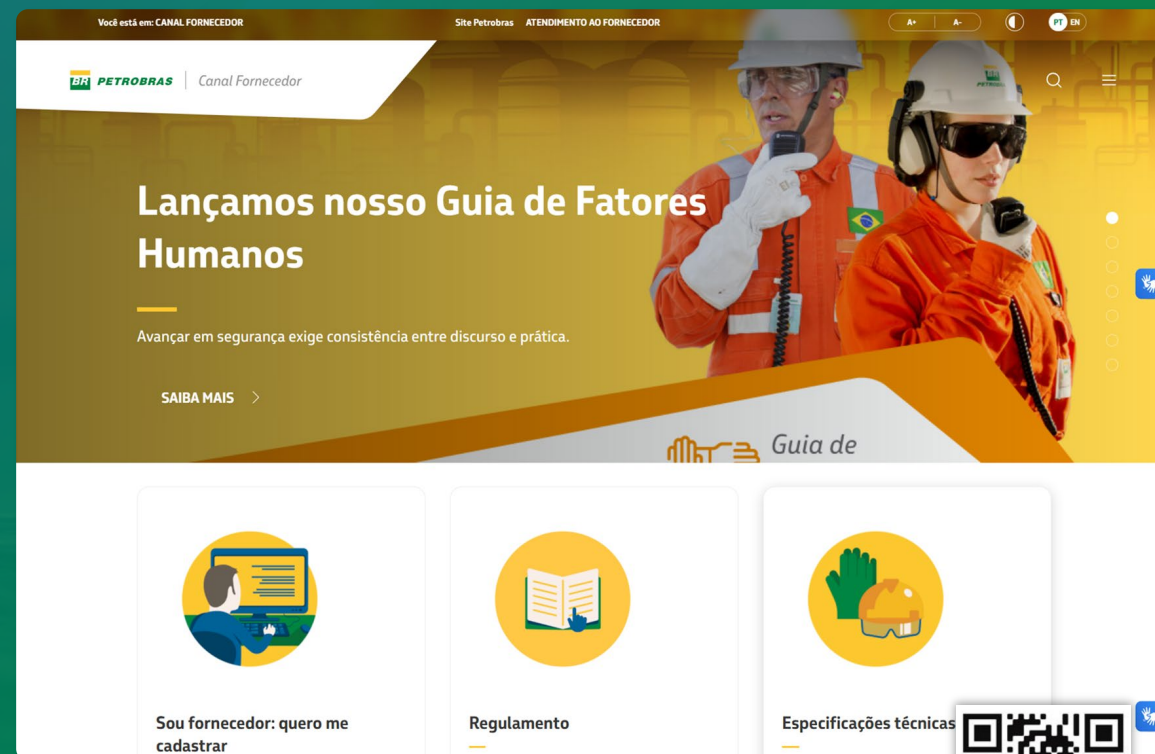 Você está em: CANAL FORNECEDOR
Site Petrobras ATENDIMENTO AO FORNECEDOR
A+ A-
PT EN
BR PETROBRAS Canal Fornecedor
Lançamos nosso Guia de Fatores
Humanos
Avançar em segurança exige consistência entre discurso e prática.
SAIBA MAIS
Guia de
Sou fornecedor: quero me
cadastrar
Regulamento
Especificações técnicas